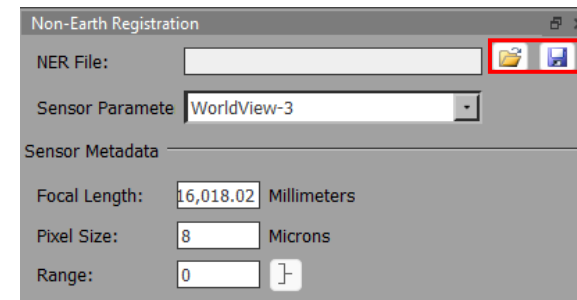 Non-Earth Registration
NER File:
Sensor Paramete WorldView-3
Sensor Metadata
Focal Length: 16,018.02 Millimeters
Pixel Size: 8 Microns
Range: 0